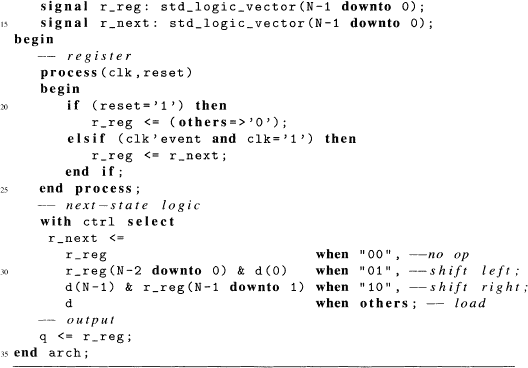 signal r_reg: std_logic_vector(N-1 downto 0);
15 signal r_next: std_logic_vector(N-1 downto 0);
begin
-- register
process(clk,reset)
begin
20 if (reset='1') then
r_reg <= (others=>'0');
elsif (clk'event and clk='1') then
r_reg <= r_next;
end if;
25 end process;
-- next-state logic
with ctrl select
r_next <=
r_reg when "00", --no op
30 r_reg(N-2 downto 0) & d(0) when "01", --shift left;
d(N-1) & r_reg(N-1 downto 1) when "10", --shift right;
d when others; -- load
-- output
q <= r_reg;
35 end arch;